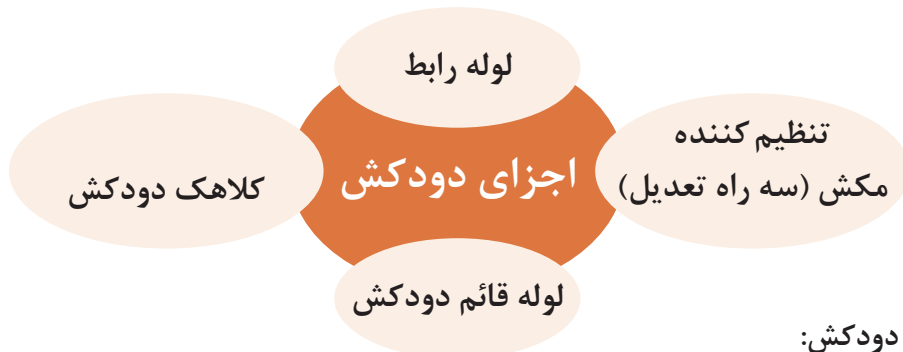 لوله رابط
تنظیم کننده
مکش (سه راه تعدیل)
اجزای دودکش
کلاهک دودکش
لوله قائم دودکش
دودکش: